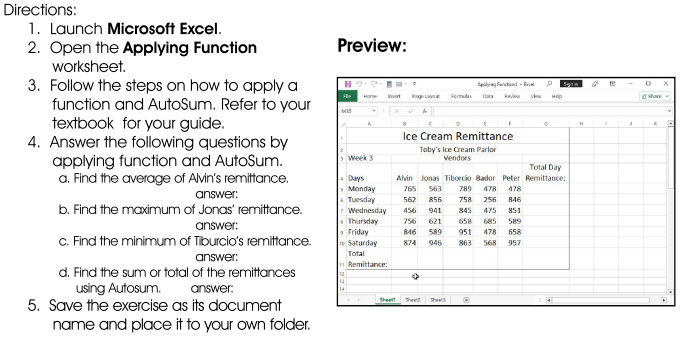 Directions:
1. Launch Microsoft Excel.
2. Open the Applying Function
worksheet.
3. Follow the steps on how to apply a
function and AutoSum. Refer to your
textbook for your guide.
4. Answer the following questions by
applying function and AutoSum.
a. Find the average of Alvin's remittance.
answer:
b. Find the maximum of Jonas' remittance.
answer:
c. Find the minimum of Tiburcio's remittance.
answer:
d. Find the sum or total of the remittances
using Autosum. answer:
5. Save the exercise as its document
name and place it to your own folder.
Preview:
Applying Function1 - Excel Sign in
File Home Insert Page Layout Formulas Data Review View Help Share
M35
A B C D E F G H I J K
1 Ice Cream Remittance
2 Toby's Ice Cream Parlor
3 Week 3 Vendors
4 Days Alvin Jonas Tiborcio Bador Peter Total Day Remittance:
5 Monday 765 563 789 478 478
6 Tuesday 562 856 758 256 846
7 Wednesday 456 941 845 475 851
8 Thursday 756 621 658 685 589
9 Friday 846 589 951 478 658
10 Saturday 874 946 863 568 957
Total
11 Remittance:
12
13
14
Sheet1 Sheet2 Sheet3